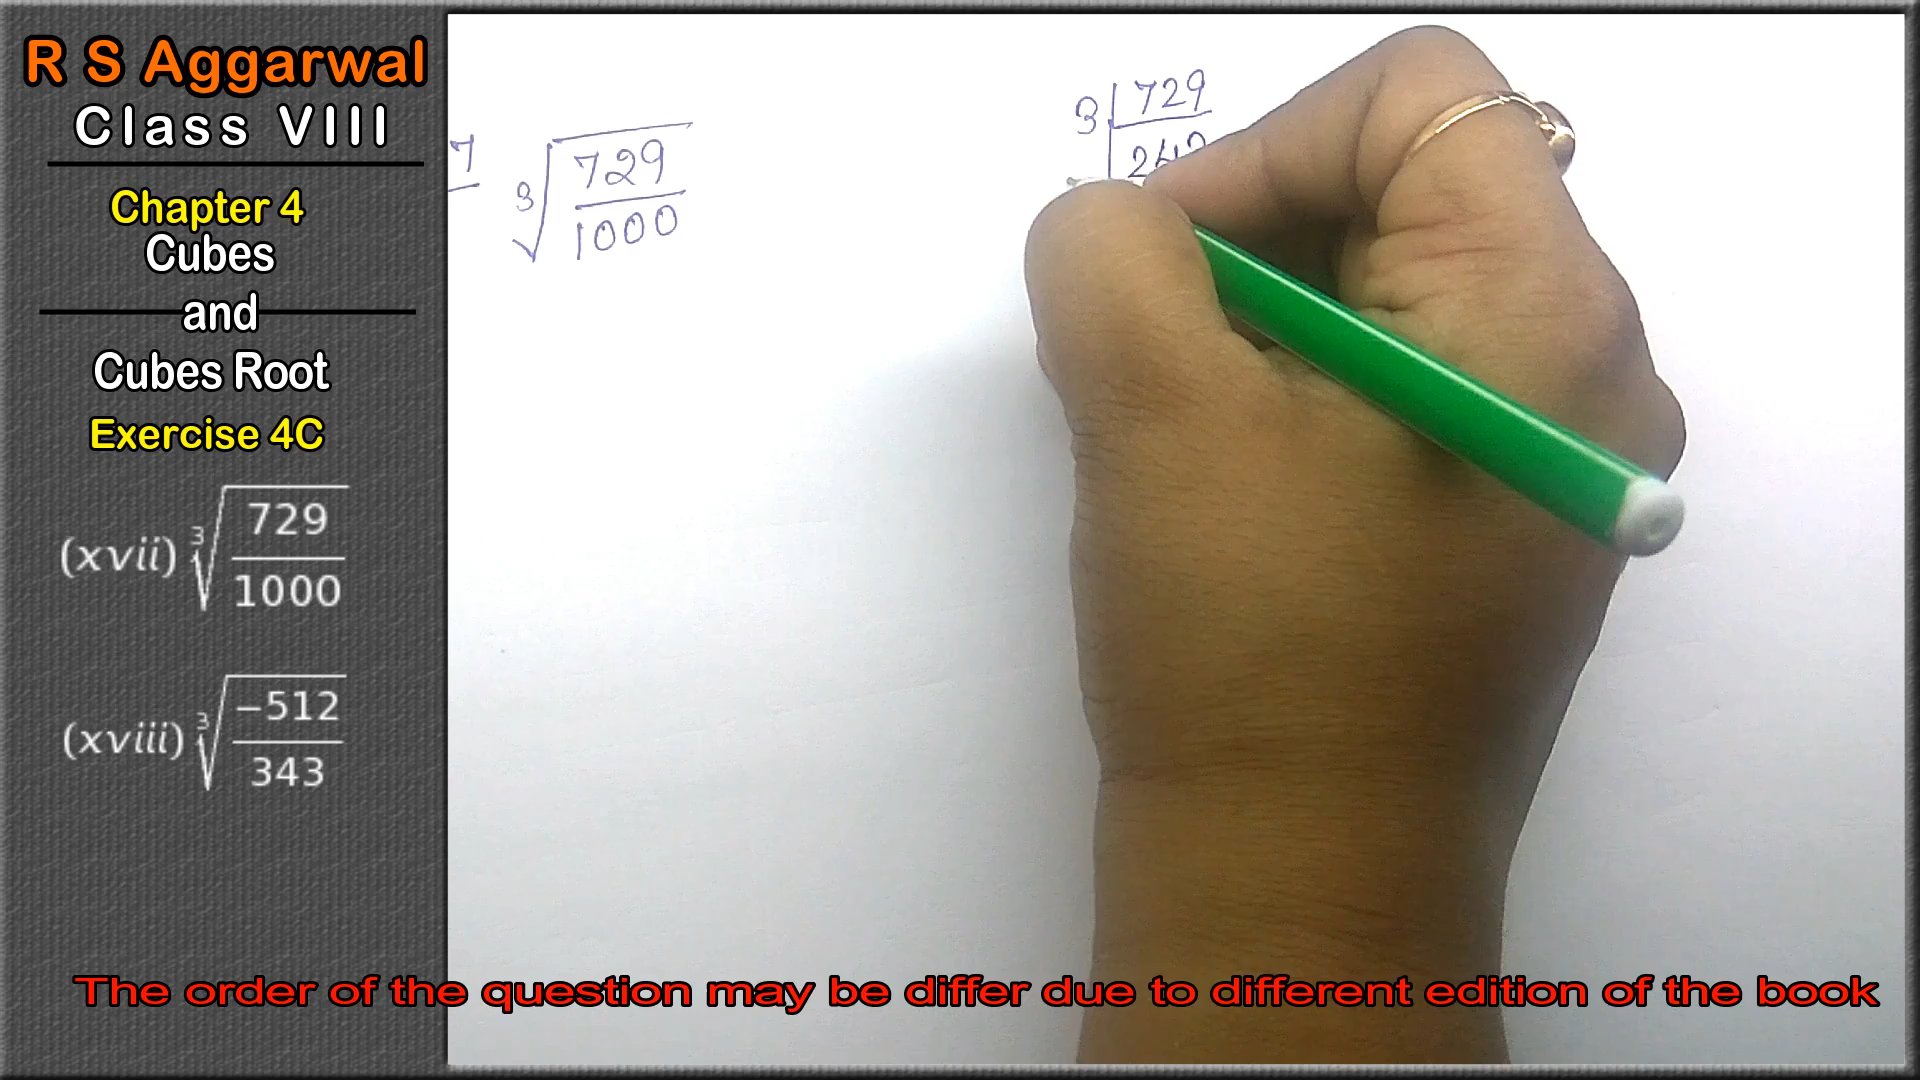 R S Aggarwal
Class VIII
Chapter 4
Cubes
and
Cubes Root
Exercise 4C
(xvii) ∛(729/1000)
(xviii) ∛(−512/343)
7
∛(729/1000)
3 | 729
The order of the question may be differ due to different edition of the book